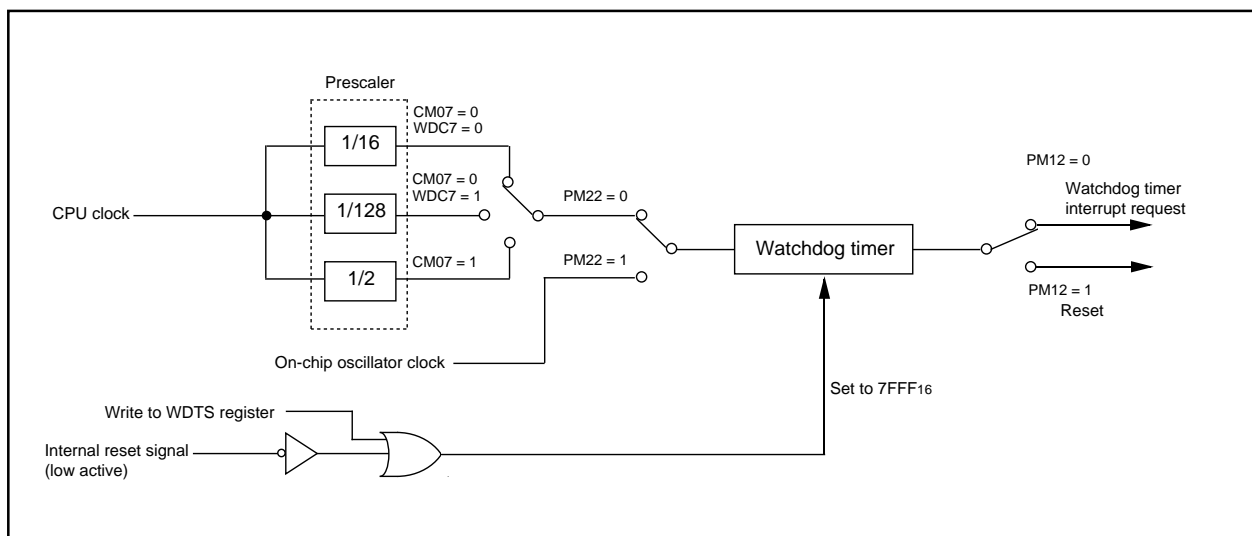 Prescaler
CM07 = 0
WDC7 = 0
1/16
PM12 = 0
CM07 = 0
WDC7 = 1
PM22 = 0
Watchdog timer
interrupt request
CPU clock
1/128
Watchdog timer
CM07 = 1
PM22 = 1
1/2
PM12 = 1
Reset
On-chip oscillator clock
Set to 7FFF16
Write to WDTS register
Internal reset signal
(low active)